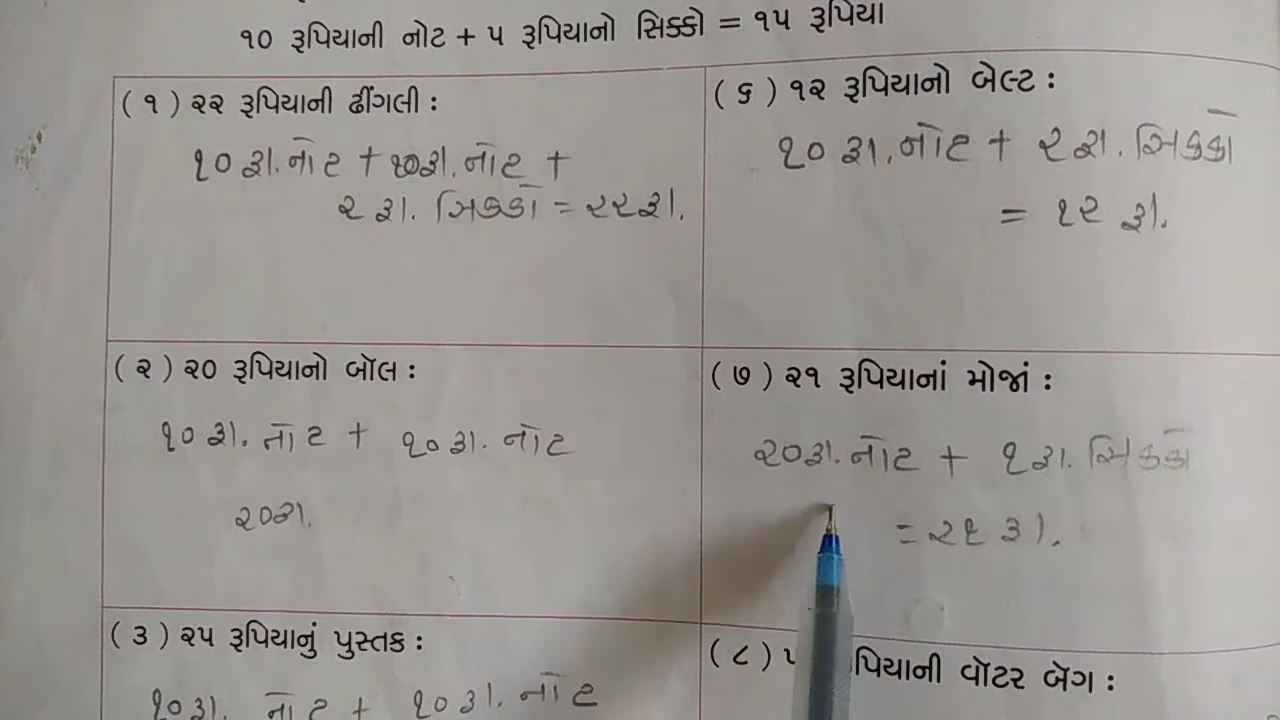 ૧૦ રૂપિયાની નોટ + ૫ રૂપિયાનો સિક્કો = ૧૫ રૂપિયા
(૧) ૨૨ રૂપિયાની ઢીંગલી :
૧૦ રૂા. નોટ + ૧૦ રૂા. નોટ +
૨ રૂા. સિક્કો = ૨૨ રૂા.
(૨) ૨૦ રૂપિયાનો બૉલ :
૧૦ રૂા. નોટ + ૧૦ રૂા. નોટ
૨૦ રૂા.
(૩) ૨૫ રૂપિયાનું પુસ્તક :
૧૦ રૂા. નોટ + ૧૦ રૂા. નોટ
(૬) ૧૨ રૂપિયાનો બેલ્ટ :
૧૦ રૂા. નોટ + ૨ રૂા. સિક્કો
= ૧૨ રૂા.
(૭) ૨૧ રૂપિયાનાં મોજાં :
૨૦ રૂા. નોટ + ૧ રૂા. સિક્કો
= ૨૧ રૂા.
(૮) પિયાની વૉટર બૅગ :